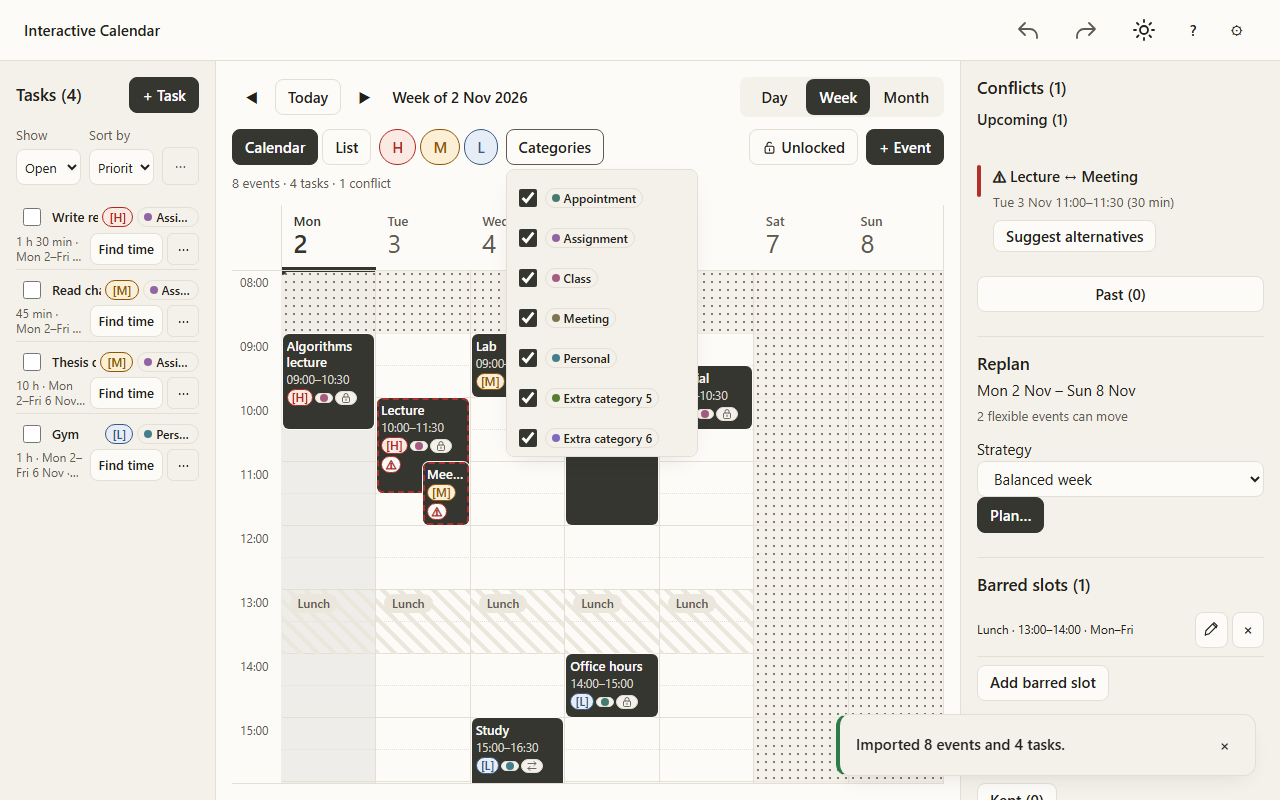 Interactive Calendar
?
Tasks (4)
+ Task
Show
Sort by
Open
Priorit
Write re
[H]
Assi...
1 h 30 min ·
Mon 2–Fri ...
Find time
Read cha
[M]
Ass...
45 min ·
Mon 2–Fri ...
Find time
[M]
Assi...
10 h · Mon
2–Fri 6 Nov...
Find time
Gym
[L]
Pers...
1 h · Mon 2–
Fri 6 Nov ·...
Find time
Today
Week of 2 Nov 2026
Day
Week
Month
Calendar
List
H
M
L
Categories
Unlocked
+ Event
8 events · 4 tasks · 1 conflict
Appointment
Assignment
Class
Meeting
Personal
Extra category 5
Extra category 6
Mon
2
Tue
3
Wed
4
Sat
7
Sun
8
08:00
09:00
10:00
11:00
12:00
13:00
14:00
15:00
Algorithms
lecture
09:00–10:30
[H]
Lecture
10:00–11:30
[H]
Mee...
[M]
Lab
09:00
[M]
ial
–10:30
Lunch
Lunch
Lunch
Lunch
Lunch
Office hours
14:00–15:00
[L]
Study
15:00–16:30
[L]
Conflicts (1)
Upcoming (1)
Lecture ↔ Meeting
Tue 3 Nov 11:00–11:30 (30 min)
Suggest alternatives
Past (0)
Replan
Mon 2 Nov – Sun 8 Nov
2 flexible events can move
Strategy
Balanced week
Plan...
Barred slots (1)
Lunch · 13:00–14:00 · Mon–Fri
×
Add barred slot
Imported 8 events and 4 tasks.
×
Kept (0)